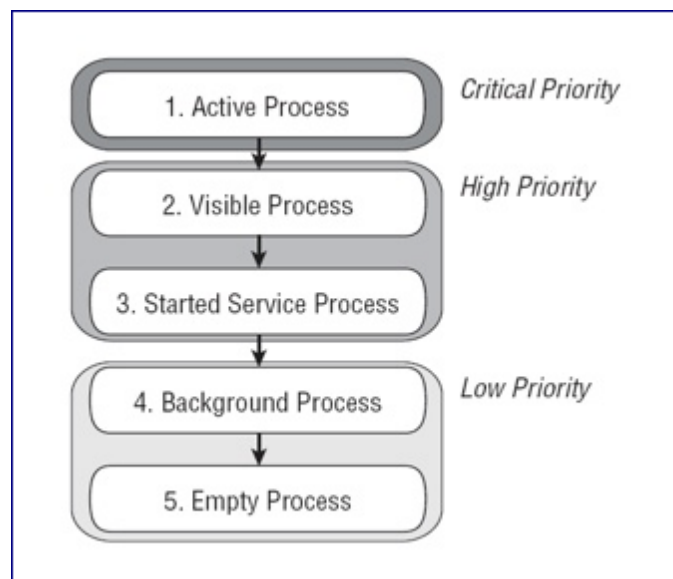 1. Active Process
Critical Priority
2. Visible Process
High Priority
3. Started Service Process
4. Background Process
Low Priority
5. Empty Process